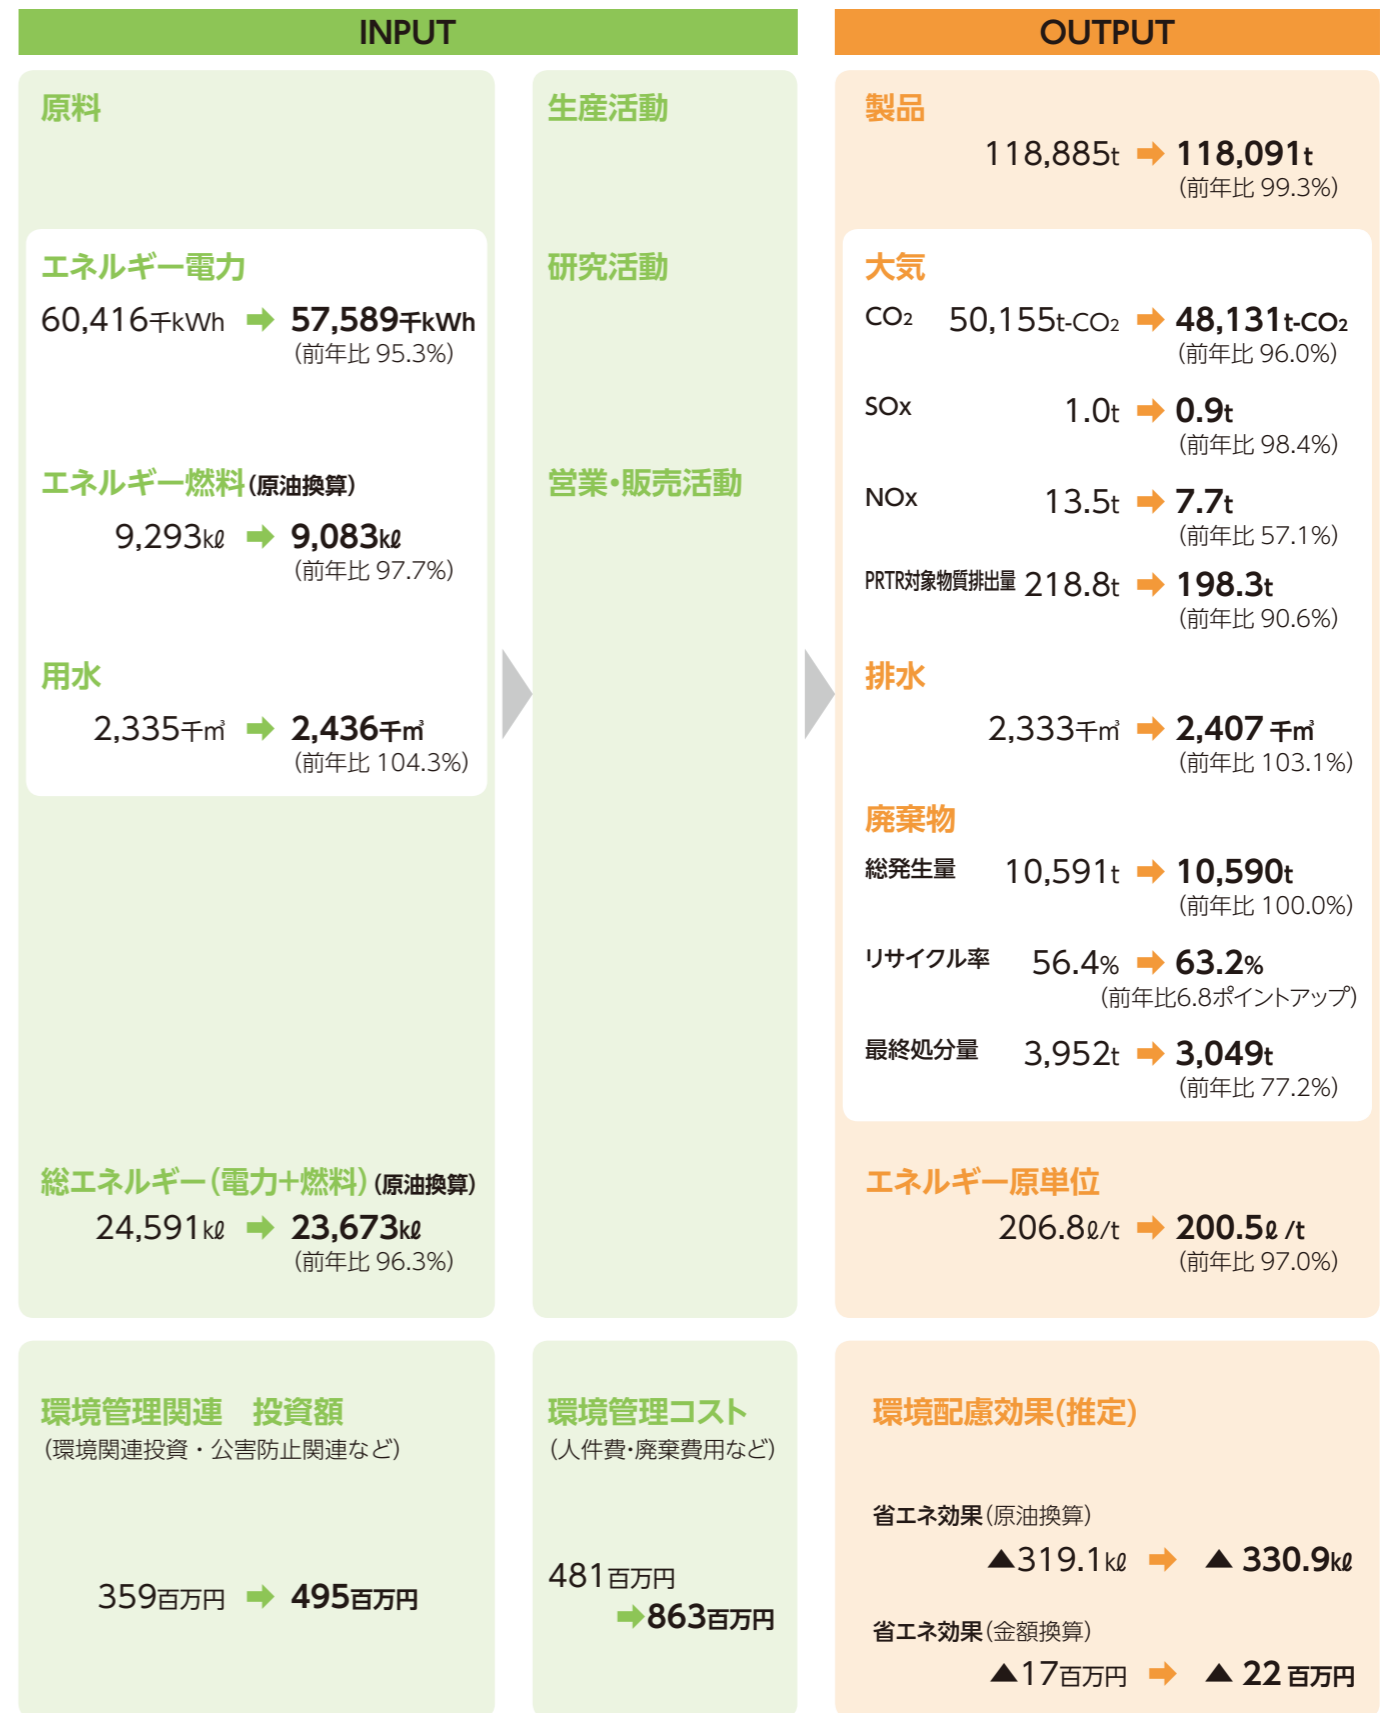 INPUT
原料
エネルギー電力
60,416千kWh ➡ 57,589千kWh
(前年比 95.3%)
エネルギー燃料(原油換算)
9,293kℓ ➡ 9,083kℓ
(前年比 97.7%)
用水
2,335千㎥ ➡ 2,436千㎥
(前年比 104.3%)
総エネルギー(電力+燃料)(原油換算)
24,591kℓ ➡ 23,673kℓ
(前年比 96.3%)
生産活動
研究活動
営業・販売活動
OUTPUT
製品
118,885t ➡ 118,091t
(前年比 99.3%)
大気
CO₂ 50,155t-CO₂ ➡ 48,131t-CO₂
(前年比 96.0%)
SOx 1.0t ➡ 0.9t
(前年比 98.4%)
NOx 13.5t ➡ 7.7t
(前年比 57.1%)
PRTR対象物質排出量 218.8t ➡ 198.3t
(前年比 90.6%)
排水
2,333千㎥ ➡ 2,407 千㎥
(前年比 103.1%)
廃棄物
総発生量 10,591t ➡ 10,590t
(前年比 100.0%)
リサイクル率 56.4% ➡ 63.2%
(前年比6.8ポイントアップ)
最終処分量 3,952t ➡ 3,049t
(前年比 77.2%)
エネルギー原単位
206.8ℓ/t ➡ 200.5ℓ /t
(前年比 97.0%)
環境管理関連　投資額
(環境関連投資・公害防止関連など)
359百万円 ➡ 495百万円
環境管理コスト
(人件費・廃棄費用など)
481百万円
➡863百万円
環境配慮効果(推定)
省エネ効果(原油換算)
▲319.1kℓ ➡ ▲ 330.9kℓ
省エネ効果(金額換算)
▲17百万円 ➡ ▲ 22 百万円